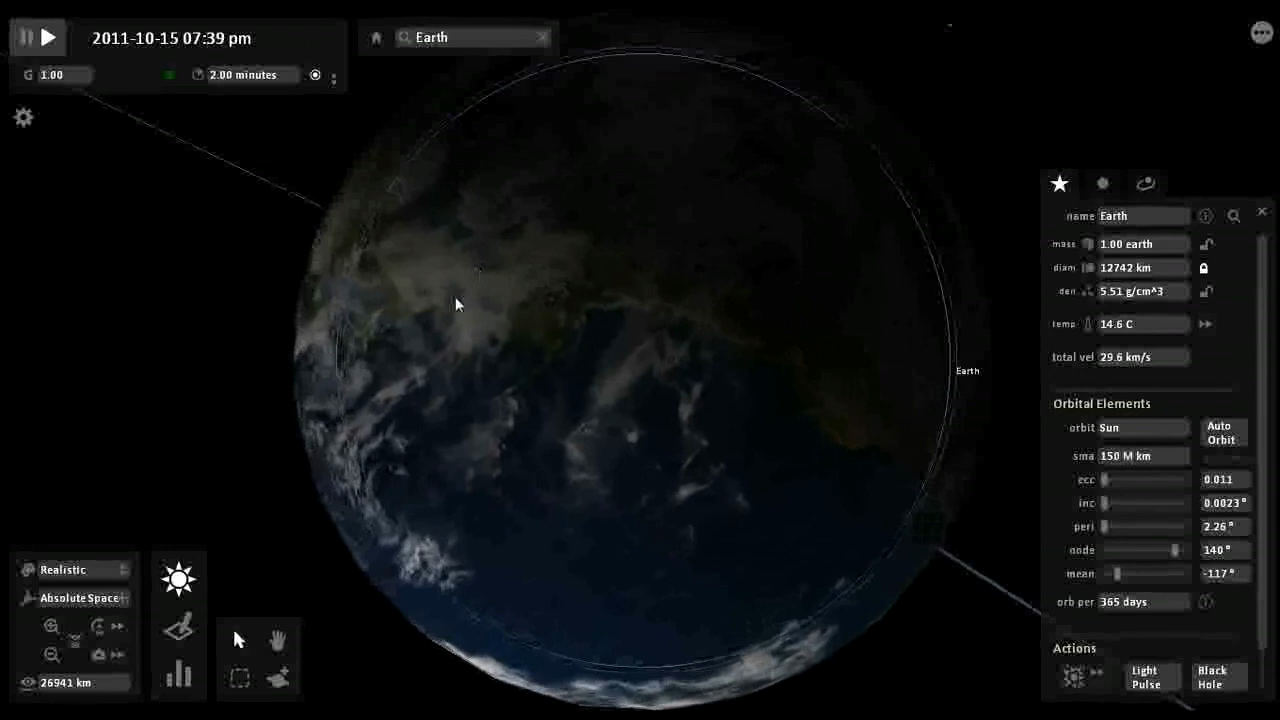 2011-10-15 07:39 pm
Earth
G 1.00
2.00 minutes
name Earth
mass 1.00 earth
diam 12742 km
den 5.51 g/cm^3
temp 14.6 C
total vel 29.6 km/s
Earth
Orbital Elements
orbit Sun
Auto Orbit
sma 150 M km
ecc 0.011
inc 0.0023°
peri 2.26°
node 140°
mean -117°
orb per 365 days
Actions
Light Pulse
Black Hole
Realistic
Absolute Space
26941 km